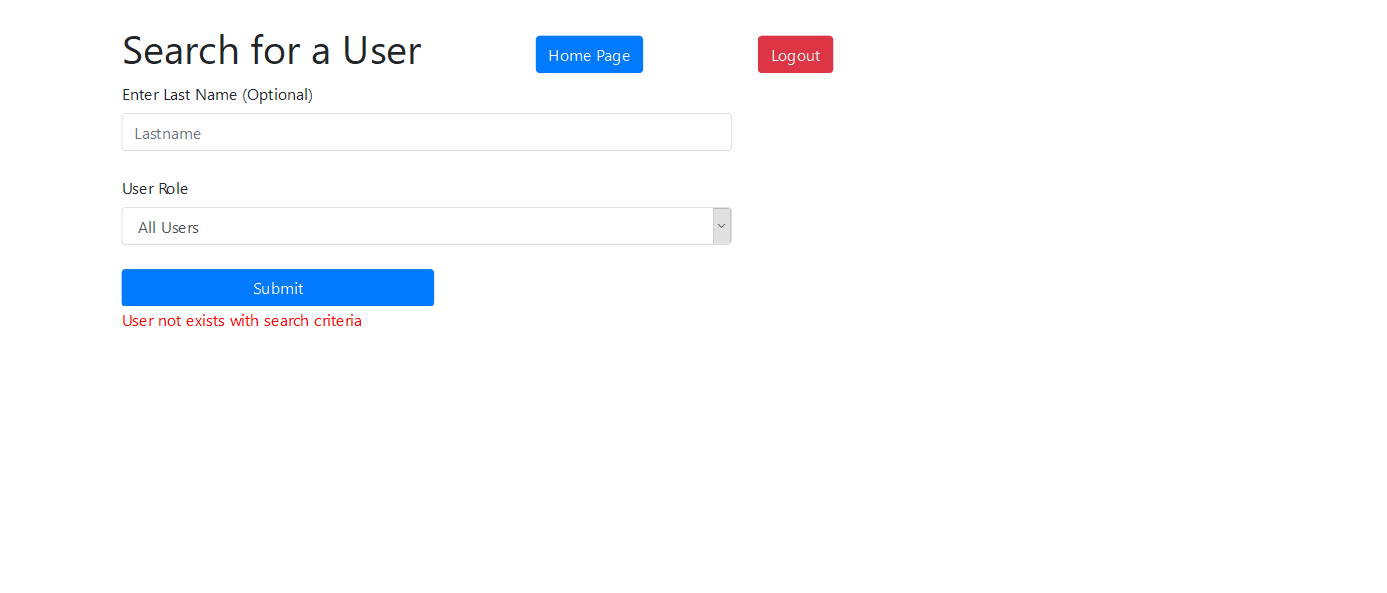 Search for a User
Home Page
Logout
Enter Last Name (Optional)
Lastname
User Role
All Users
Submit
User not exists with search criteria